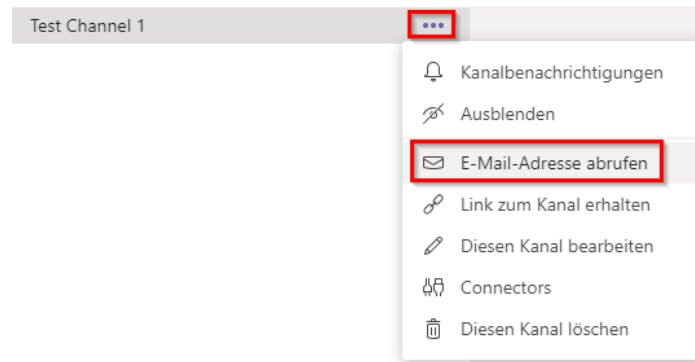 Test Channel 1
Kanalbenachrichtigungen
Ausblenden
E-Mail-Adresse abrufen
Link zum Kanal erhalten
Diesen Kanal bearbeiten
Connectors
Diesen Kanal löschen